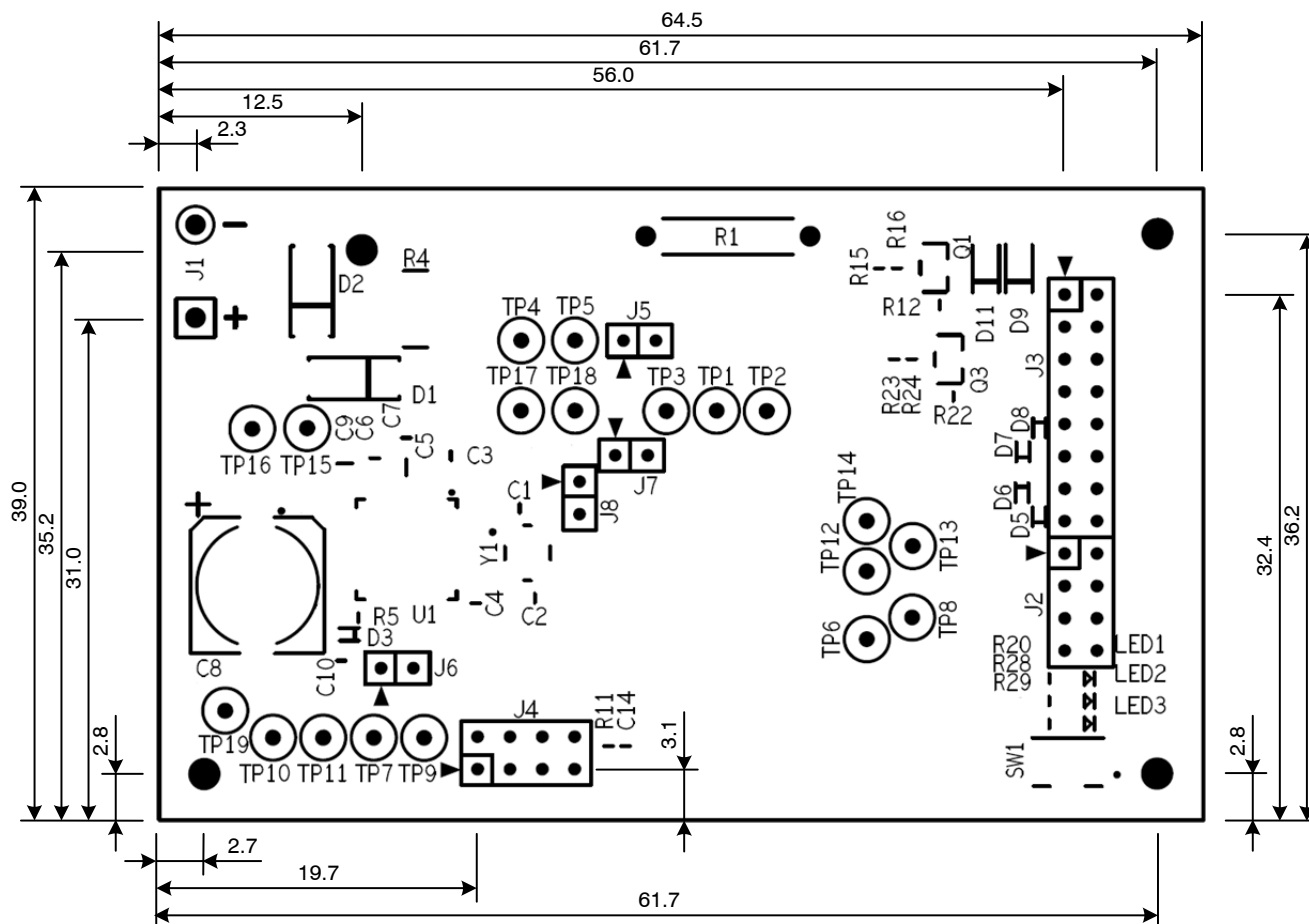 64.5
61.7
56.0
12.5
2.3
39.0
35.2
31.0
2.8
J1
−
+
D2
R4
R1
R15
R16
Q1
R12
D11
D9
J3
36.2
32.4
TP4
TP5
J5
TP17
TP18
TP3
TP1
TP2
D1
R23
R24
Q3
R22
C9
C6
C7
C5
C3
TP16
TP15
J7
J8
C1
D8
D7
D6
D5
TP14
TP12
TP13
Y1
+
U1
C4
C2
R5
D3
C8
C10
J6
TP6
TP8
J2
R20
R28
R29
LED1
LED2
LED3
TP19
TP10
TP11
TP7
TP9
J4
R11
C14
3.1
SW1
2.8
2.7
19.7
61.7